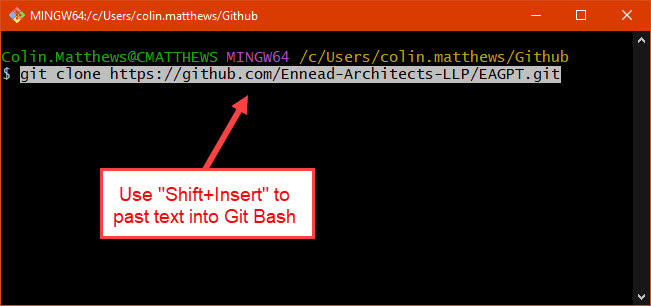 MINGW64:/c/Users/colin.matthews/Github
Colin.Matthews@CMATTHEWS MINGW64 /c/Users/colin.matthews/Github
$ git clone https://github.com/Ennead-Architects-LLP/EAGPT.git
Use "Shift+Insert" to
past text into Git Bash